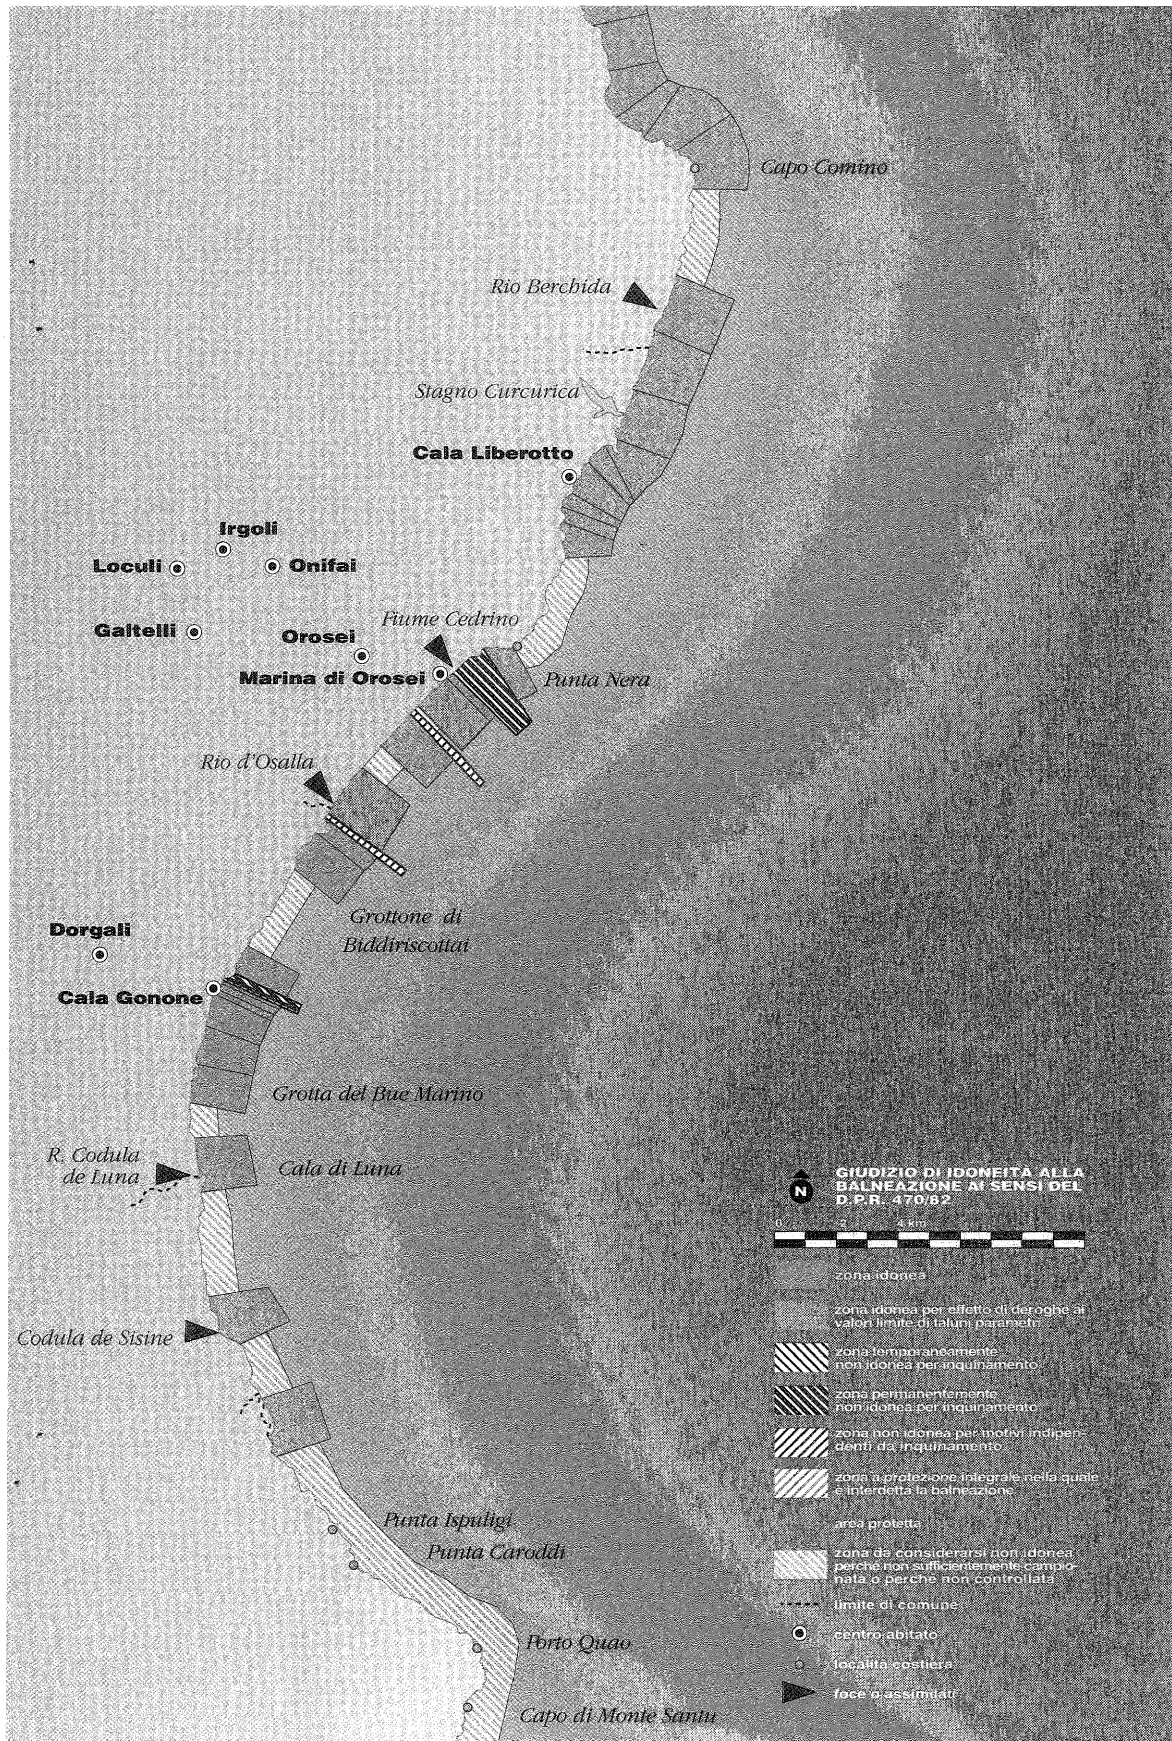 Capo Comino
Rio Berchida
Stagno Curcurica
Cala Liberotto
Irgoli
Loculi
Onifai
Galtelli
Fiume Cedrino
Orosei
Marina di Orosei
Punta Nera
Rio d'Osalla
Grottone di
Biddiriscottai
Dorgali
Cala Gonone
Grotta del Bue Marino
R. Codula
de Luna
Cala di Luna
Codula de Sisine
Punta Ispuligi
Punta Caroddi
Porto Quao
Capo di Monte Santu
N
GIUDIZIO DI IDONEITÀ ALLA
BALNEAZIONE AI SENSI DEL
D.P.R. 470/82
0 2 4 km
zona idonea
zona idonea per effetto di deroghe ai
valori limite di taluni parametri
zona temporaneamente
non idonea per inquinamento
zona permanentemente
non idonea per inquinamento
zona non idonea per motivi indipen-
denti da inquinamento
zona a protezione integrale nella quale
è interdetta la balneazione
area protetta
zona da considerarsi non idonea
perché non sufficientemente campio-
nata o perché non controllata
limite di comune
centro abitato
località costiera
foce o assimilati